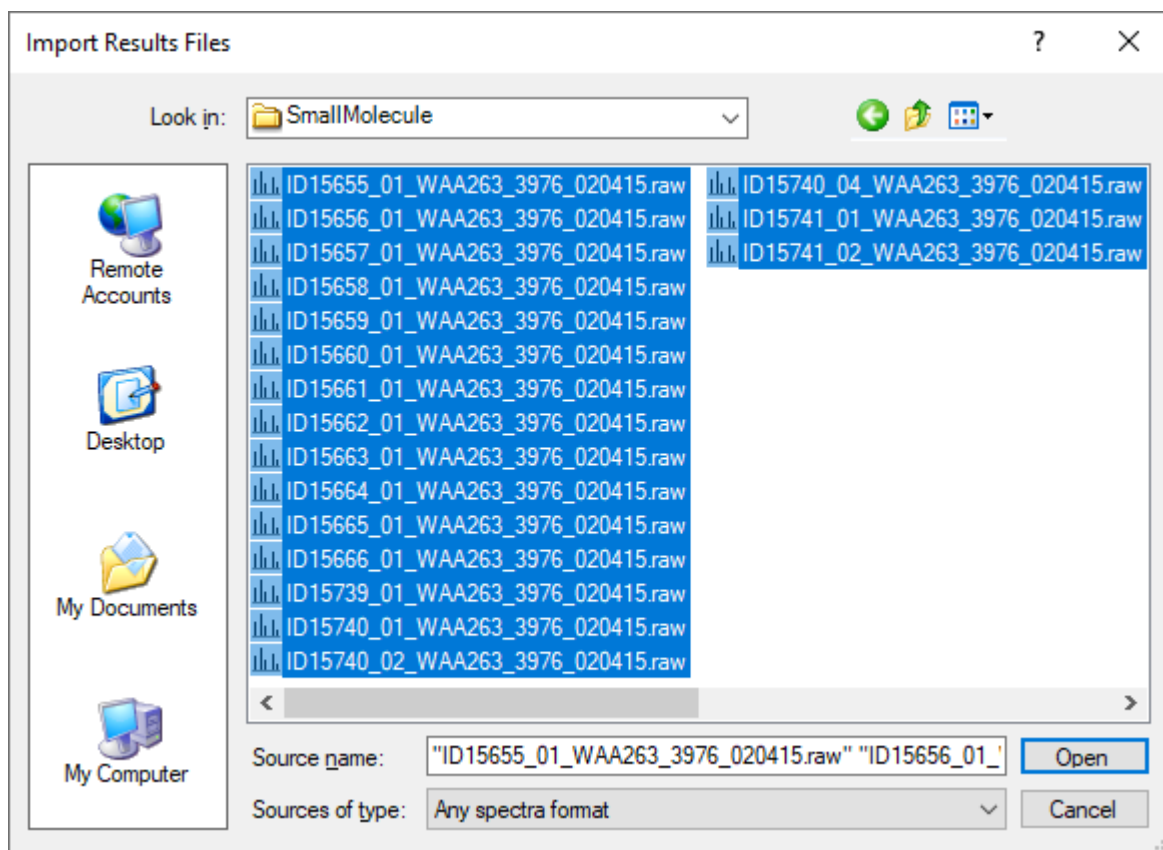 Import Results Files
?
Look in: SmallMolecule
Remote
Accounts
Desktop
My Documents
My Computer
ID15655_01_WAA263_3976_020415.raw
ID15656_01_WAA263_3976_020415.raw
ID15657_01_WAA263_3976_020415.raw
ID15658_01_WAA263_3976_020415.raw
ID15659_01_WAA263_3976_020415.raw
ID15660_01_WAA263_3976_020415.raw
ID15661_01_WAA263_3976_020415.raw
ID15662_01_WAA263_3976_020415.raw
ID15663_01_WAA263_3976_020415.raw
ID15664_01_WAA263_3976_020415.raw
ID15665_01_WAA263_3976_020415.raw
ID15666_01_WAA263_3976_020415.raw
ID15739_01_WAA263_3976_020415.raw
ID15740_01_WAA263_3976_020415.raw
ID15740_02_WAA263_3976_020415.raw
ID15740_04_WAA263_3976_020415.raw
ID15741_01_WAA263_3976_020415.raw
ID15741_02_WAA263_3976_020415.raw
Source name: "ID15655_01_WAA263_3976_020415.raw" "ID15656_01_
Open
Sources of type: Any spectra format
Cancel